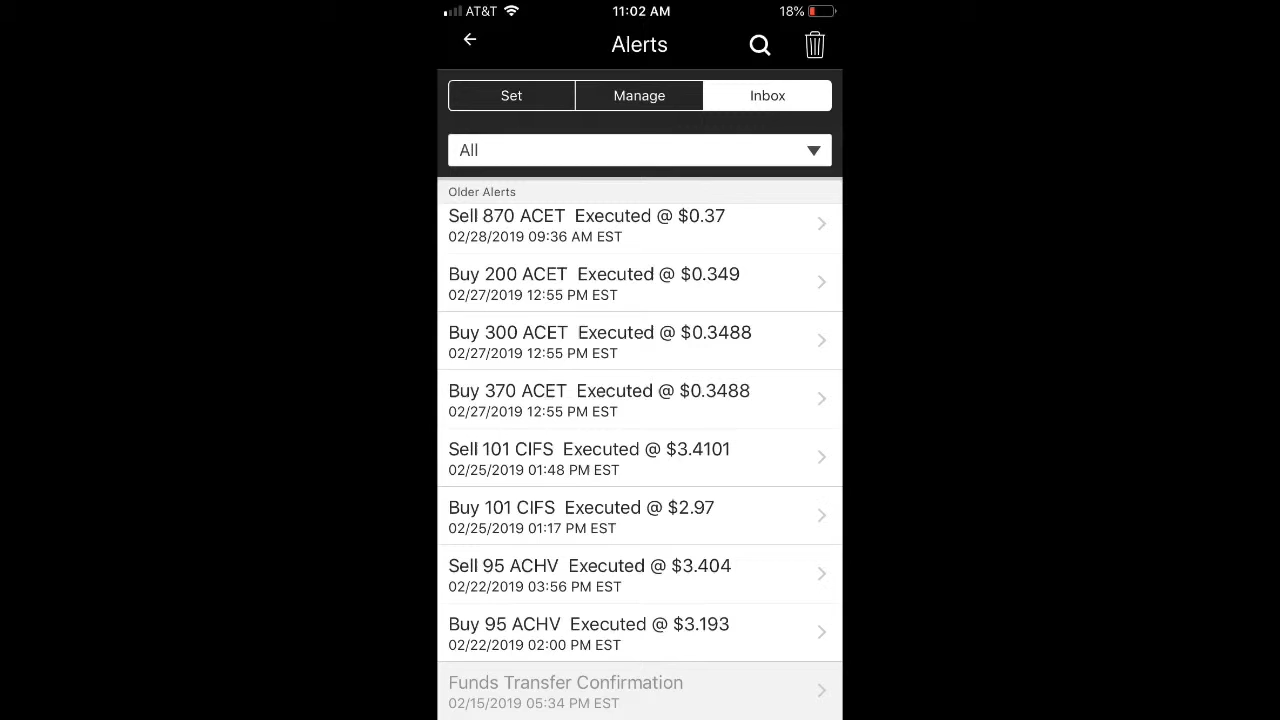 AT&T 11:02 AM 18%
Alerts
Set Manage Inbox
All
Older Alerts
Sell 870 ACET Executed @ $0.37
02/28/2019 09:36 AM EST
Buy 200 ACET Executed @ $0.349
02/27/2019 12:55 PM EST
Buy 300 ACET Executed @ $0.3488
02/27/2019 12:55 PM EST
Buy 370 ACET Executed @ $0.3488
02/27/2019 12:55 PM EST
Sell 101 CIFS Executed @ $3.4101
02/25/2019 01:48 PM EST
Buy 101 CIFS Executed @ $2.97
02/25/2019 01:17 PM EST
Sell 95 ACHV Executed @ $3.404
02/22/2019 03:56 PM EST
Buy 95 ACHV Executed @ $3.193
02/22/2019 02:00 PM EST
Funds Transfer Confirmation
02/15/2019 05:34 PM EST